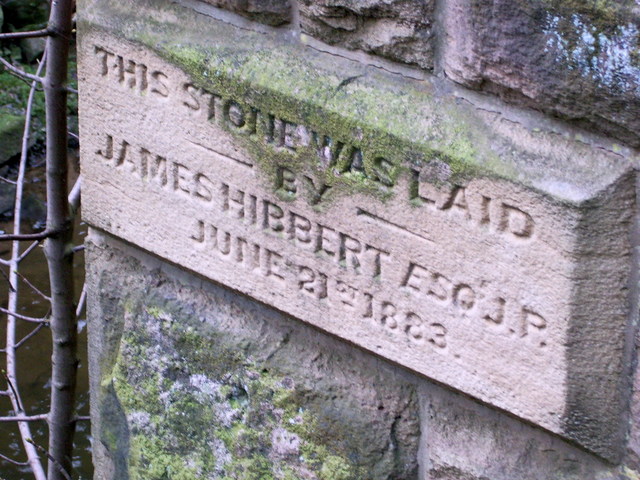 THIS STONE WAS LAID
BY
JAMES HIBBERT ESQ. J.P.
JUNE 21ST 1883.